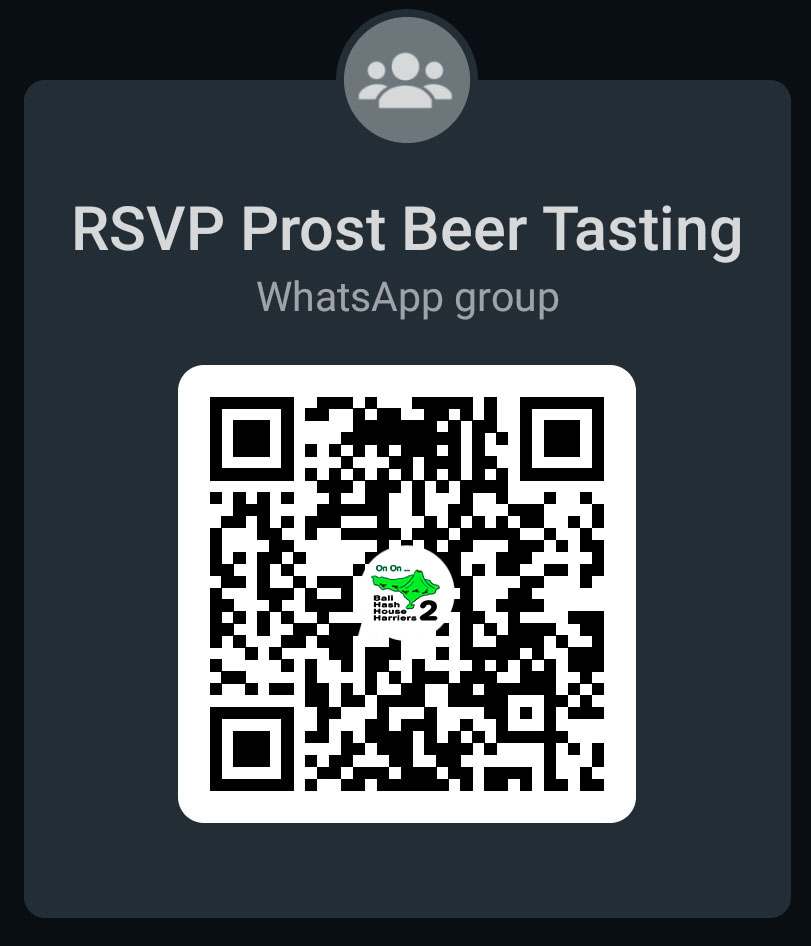 RSVP Prost Beer Tasting
WhatsApp group
On On ...
Bali
Hash
House
Harriers 2